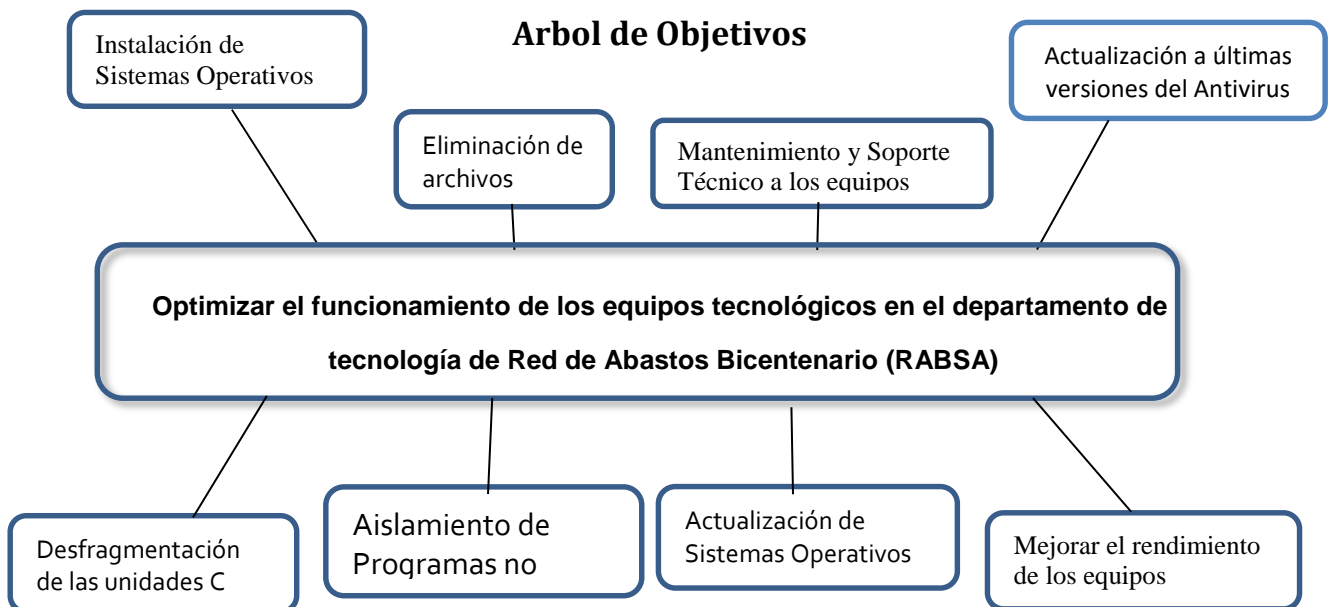 Arbol de Objetivos
Instalación de
Sistemas Operativos
Eliminación de
archivos
Mantenimiento y Soporte
Técnico a los equipos
Actualización a últimas
versiones del Antivirus
Optimizar el funcionamiento de los equipos tecnológicos en el departamento de
tecnología de Red de Abastos Bicentenario (RABSA)
Desfragmentación
de las unidades C
Aislamiento de
Programas no
Actualización de
Sistemas Operativos
Mejorar el rendimiento
de los equipos